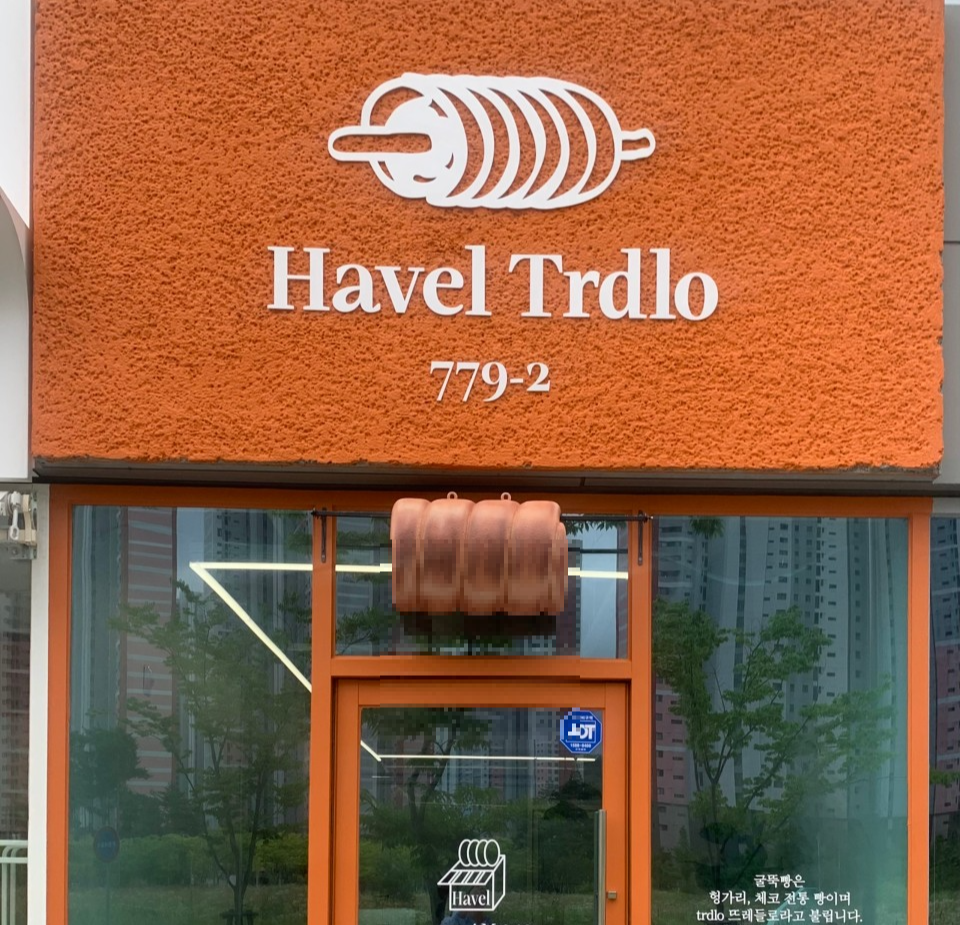 Havel Trdlo
779-2
Havel
굴뚝빵은
헝가리, 체코 전통 빵이며
trdlo 뜨레들로라고 불립니다.